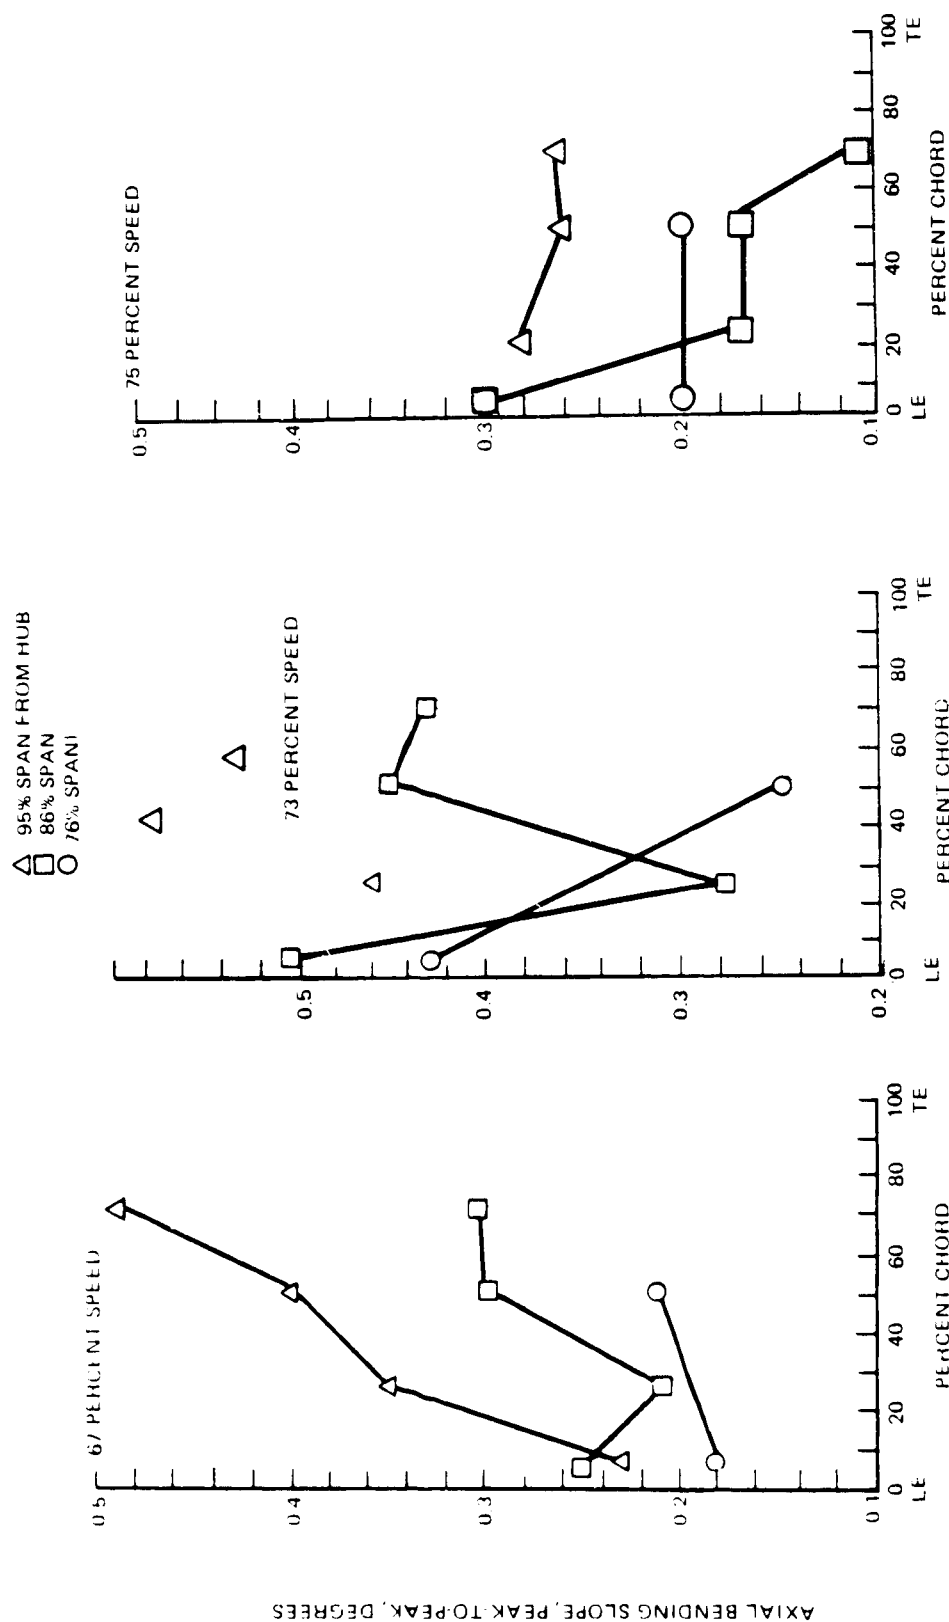 95% SPAN FROM HUB
86% SPAN
76% SPAN
AXIAL BENDING SLOPE, PEAK-TO-PEAK, DEGREES
67 PERCENT SPEED
0.5
0.4
0.3
0.2
0.1
0 20 40 60 80 100
LE TE
PERCENT CHORD
73 PERCENT SPEED
0.5
0.4
0.3
0.2
0 20 40 60 80 100
LE TE
PERCENT CHORD
75 PERCENT SPEED
0.5
0.4
0.3
0.2
0.1
0 20 40 60 80 100
LE TE
PERCENT CHORD